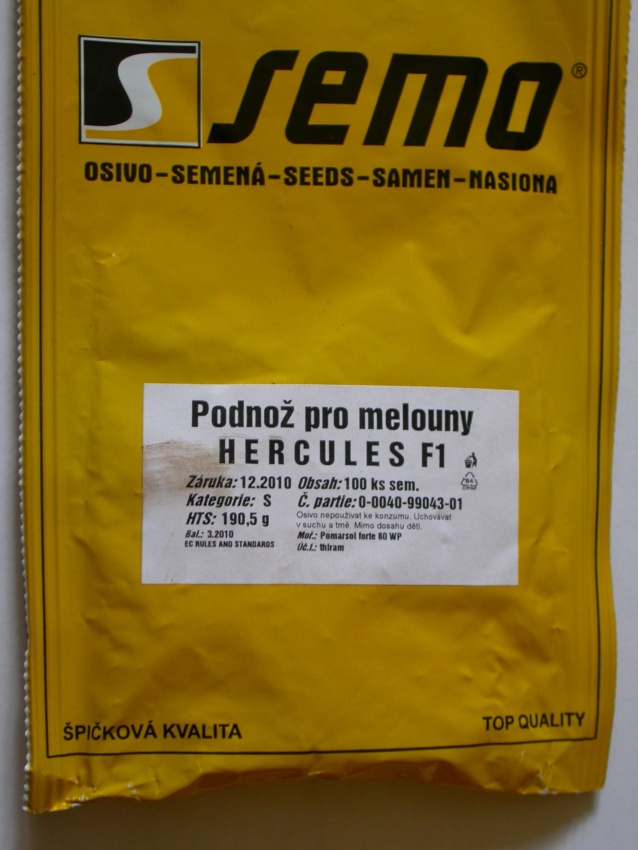 semo®
OSIVO-SEMENÁ-SEEDS-SAMEN-NASIONA
Podnož pro melouny
HERCULES F1
Záruka: 12.2010 Obsah: 100 ks sem.
Kategorie: S Č. partie: 0-0040-99043-01
HTS: 190,5 g Osivo nepoužívat ke konzumu. Uchovávat
v suchu a tmě. Mimo dosahu dětí.
Bal.: 3.2010 Moř.: Pomarsol forte 80 WP
EC RULES AND STANDARDS Úč.l.: thiram
ŠPIČKOVÁ KVALITA TOP QUALITY